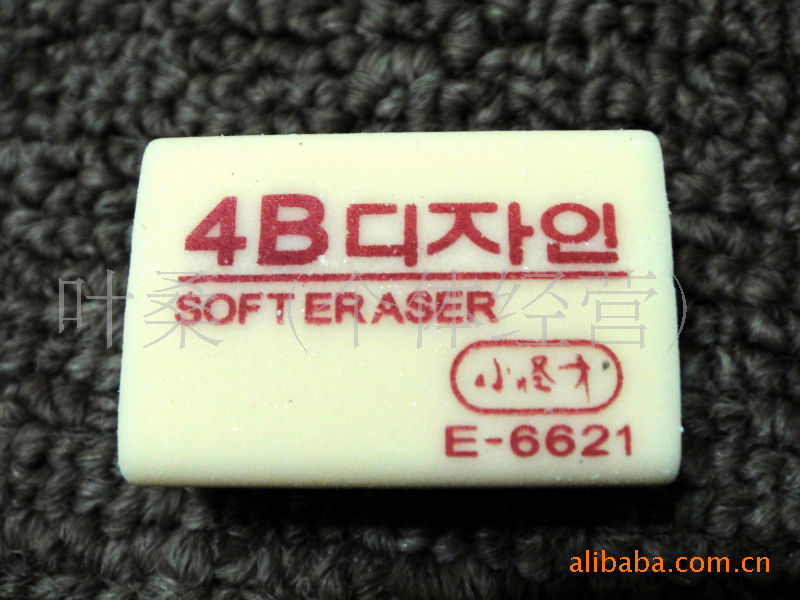 4B디자인
SOFT ERASER
叶桑（个体经营）
小怪才
E-6621
alibaba.com.cn